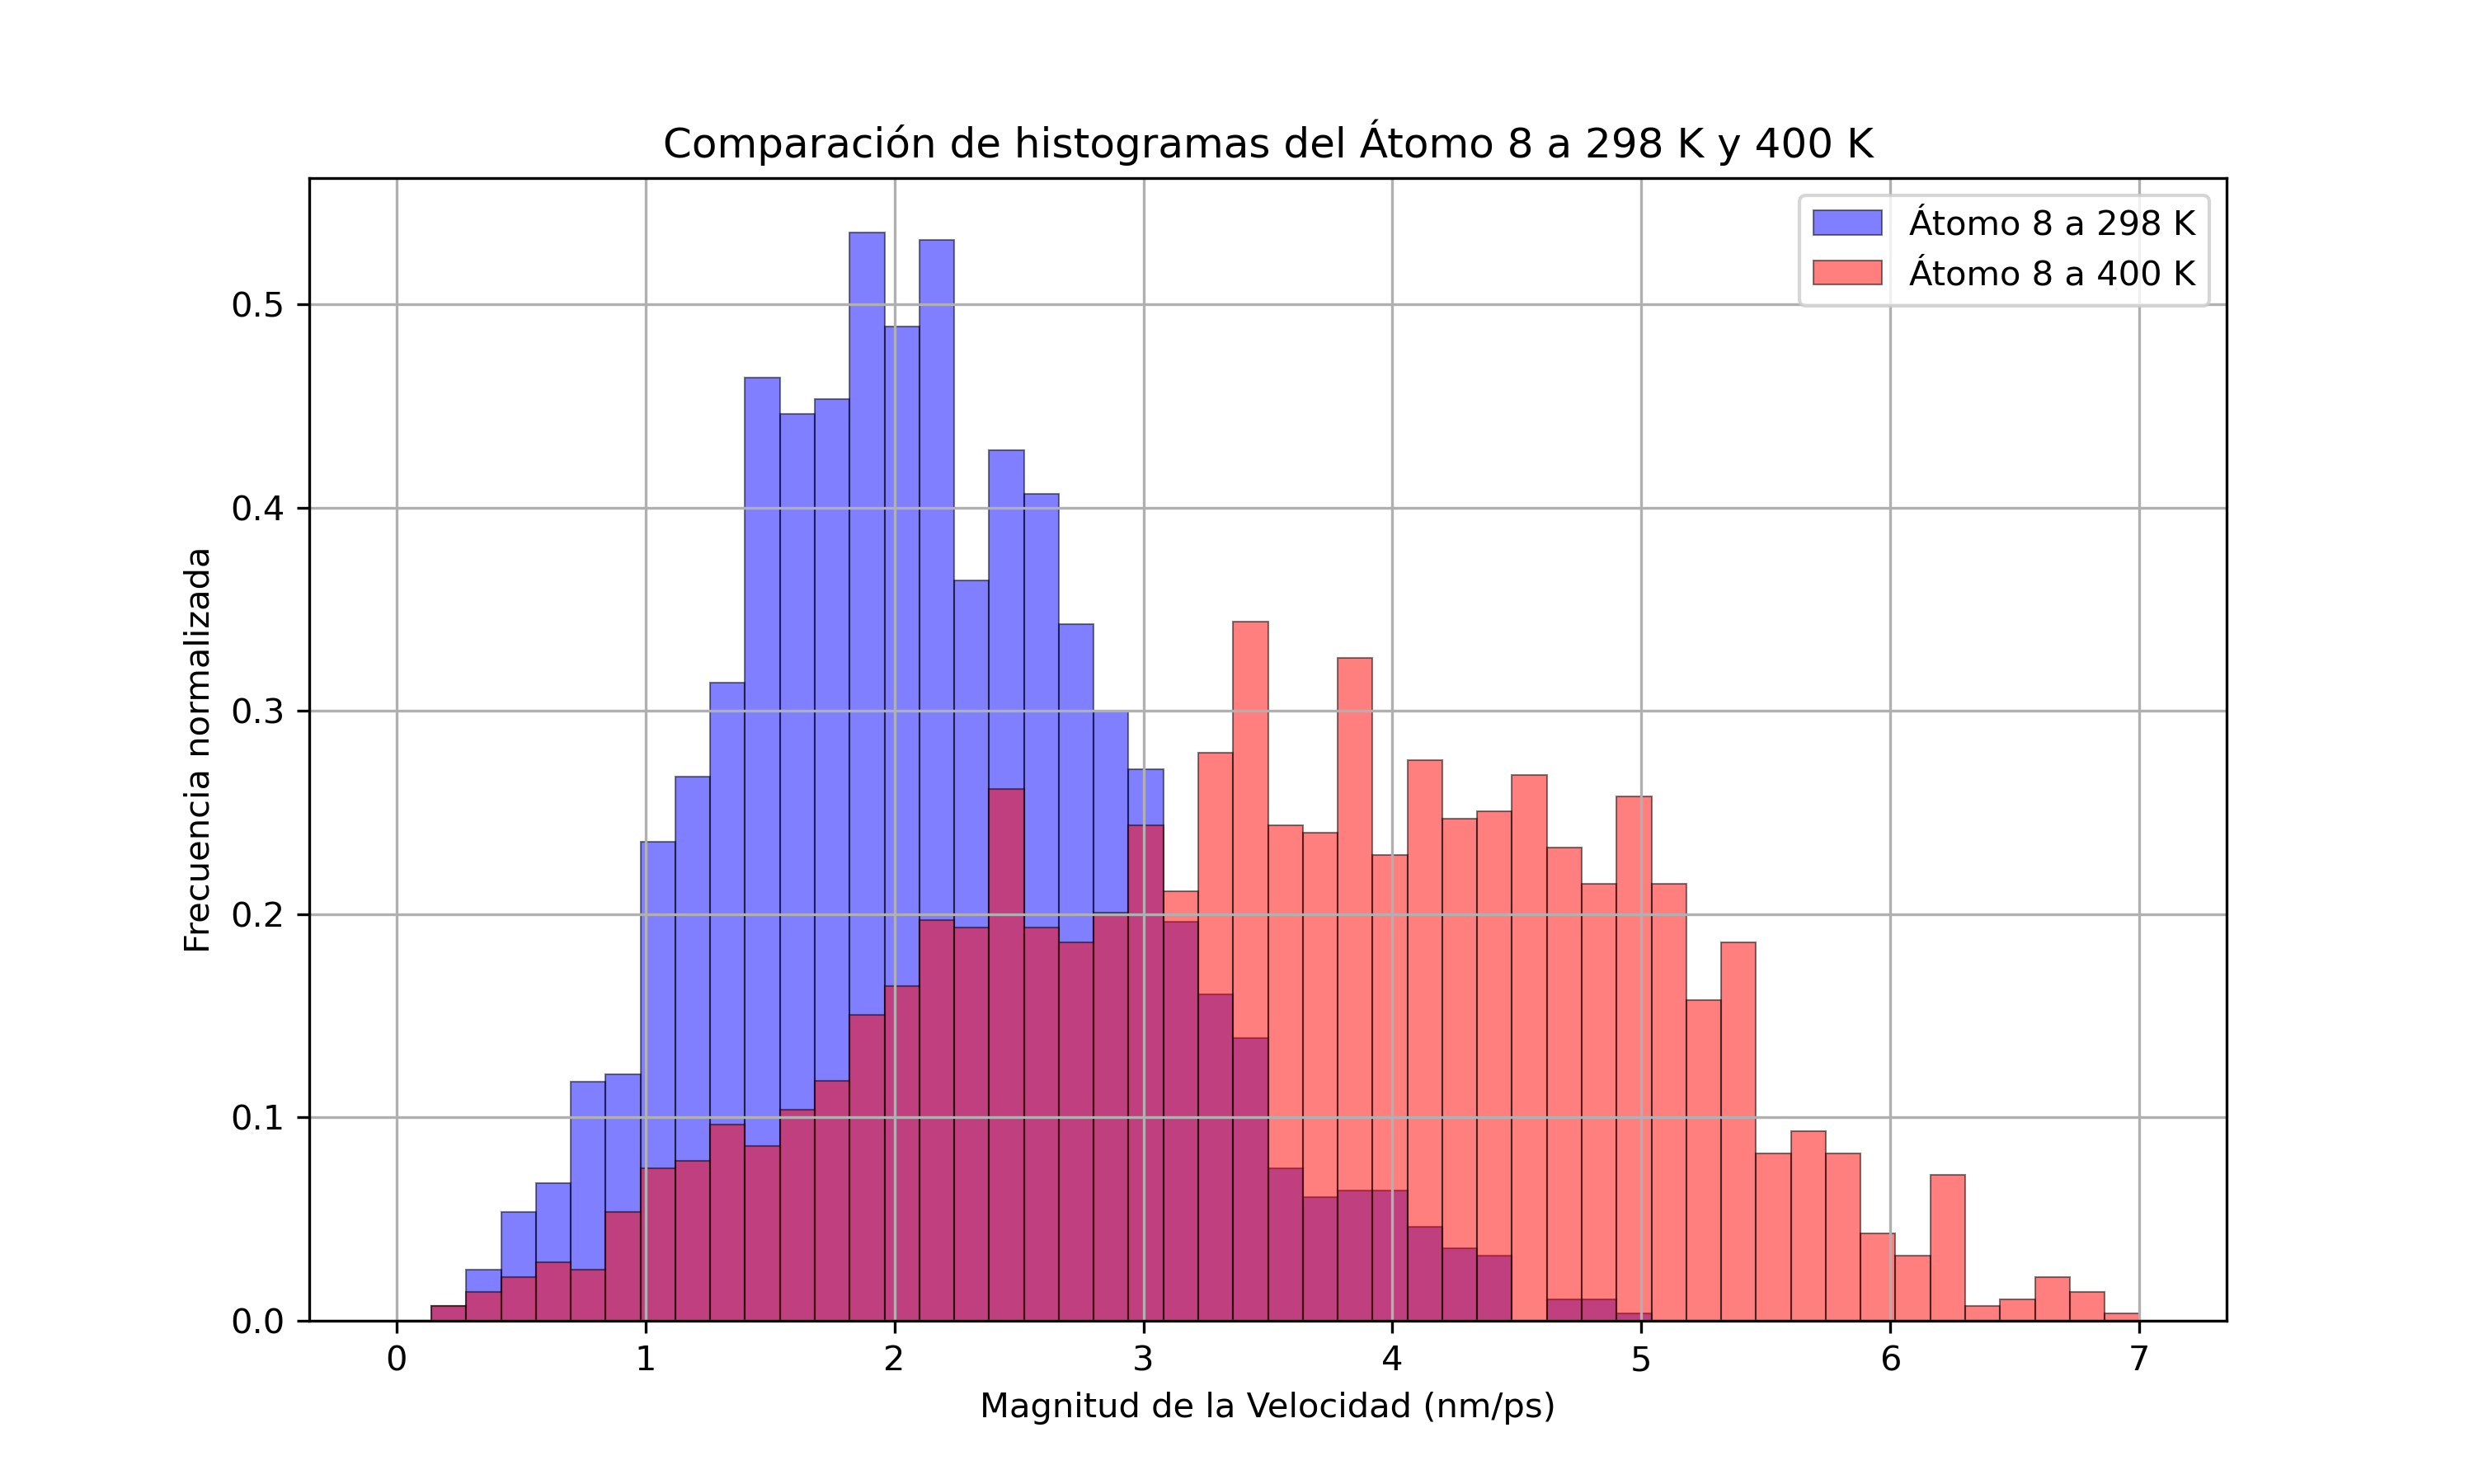 Comparación de histogramas del Átomo 8 a 298 K y 400 K
Átomo 8 a 298 K
Átomo 8 a 400 K
Frecuencia normalizada
0.5
0.4
0.3
0.2
0.1
0.0
0 1 2 3 4 5 6 7
Magnitud de la Velocidad (nm/ps)